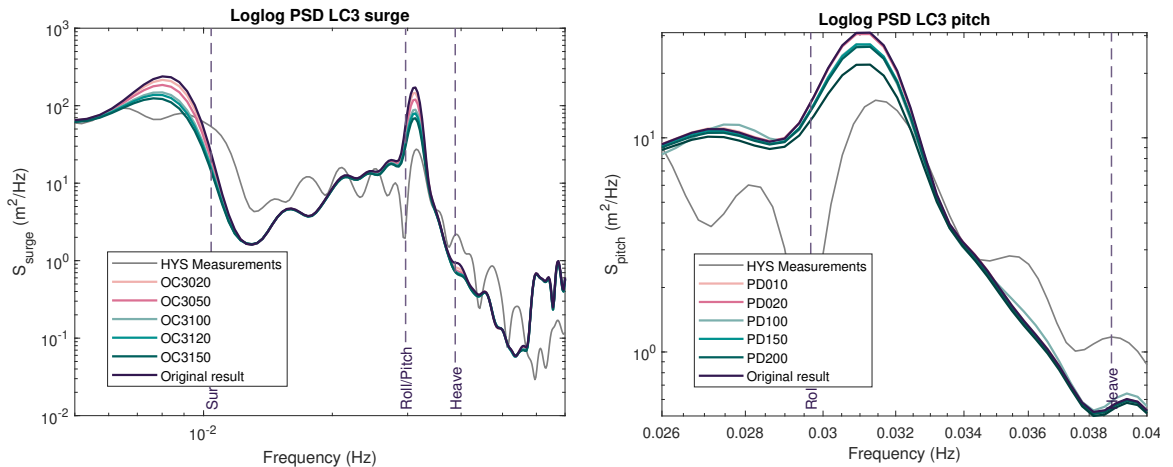 Loglog PSD LC3 surge
10^3
10^2
10^1
10^0
10^-1
10^-2
S_surge (m^2/Hz)
HYS Measurements
OC3020
OC3050
OC3100
OC3120
OC3150
Original result
Sur
Roll/Pitch
Heave
10^-2
Frequency (Hz)
Loglog PSD LC3 pitch
10^1
10^0
S_pitch (m^2/Hz)
HYS Measurements
PD010
PD020
PD100
PD150
PD200
Original result
Rol
Heave
0.026
0.028
0.03
0.032
0.034
0.036
0.038
0.04
Frequency (Hz)